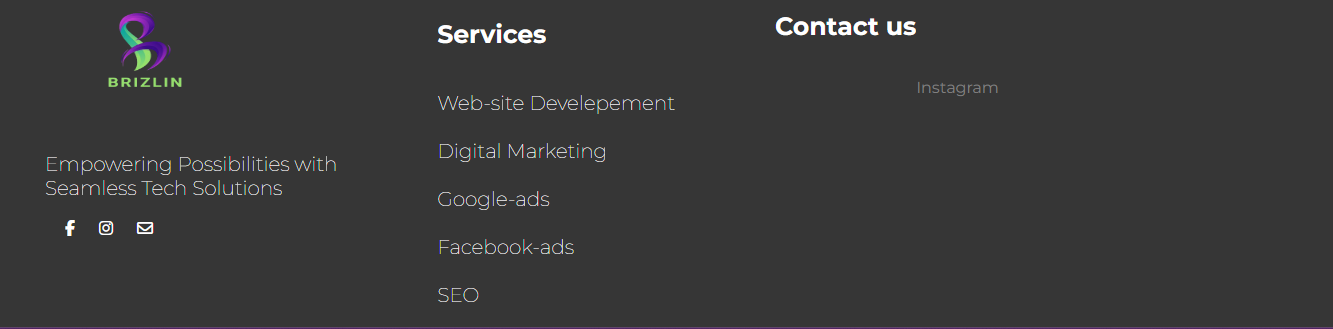 BRIZLIN
Empowering Possibilities with
Seamless Tech Solutions
Services
Web-site Develepement
Digital Marketing
Google-ads
Facebook-ads
SEO
Contact us
Instagram